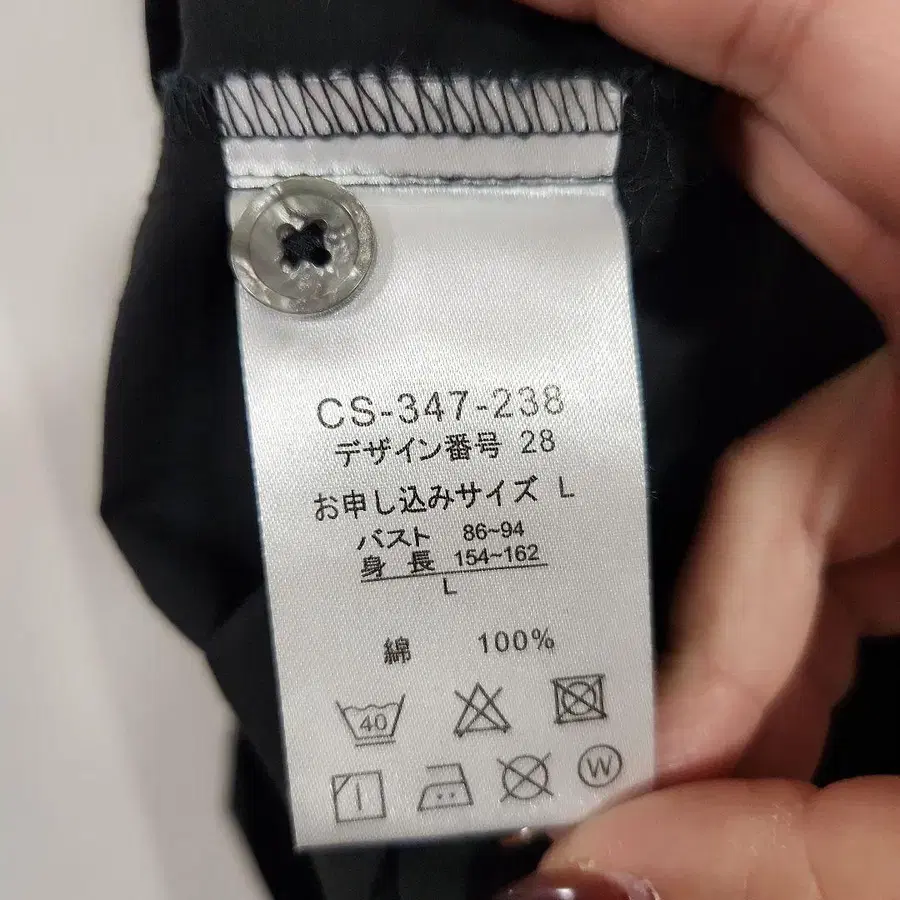 CS-347-238
デザイン番号 28
お申し込みサイズ L
バスト 86~94
身 長 154~162
L
綿 100%
40
W